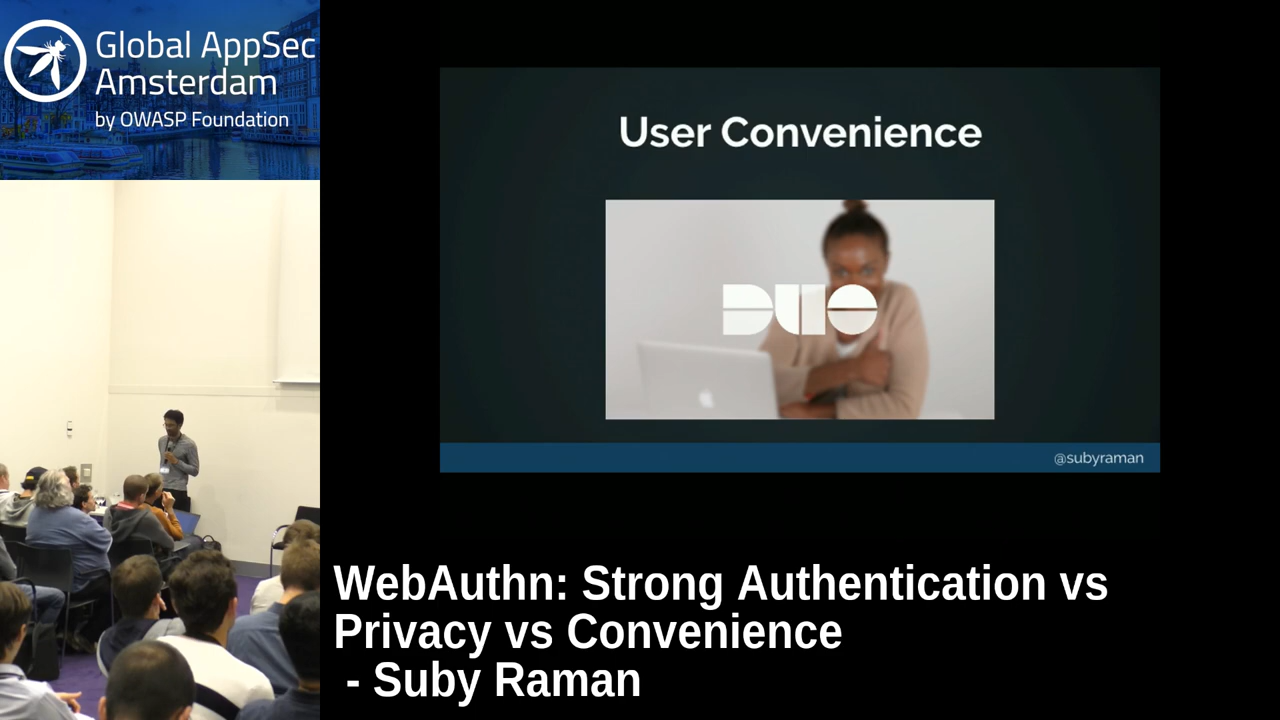 Global AppSec
Amsterdam
by OWASP Foundation
User Convenience
DUO
@subyraman
WebAuthn: Strong Authentication vs
Privacy vs Convenience
- Suby Raman